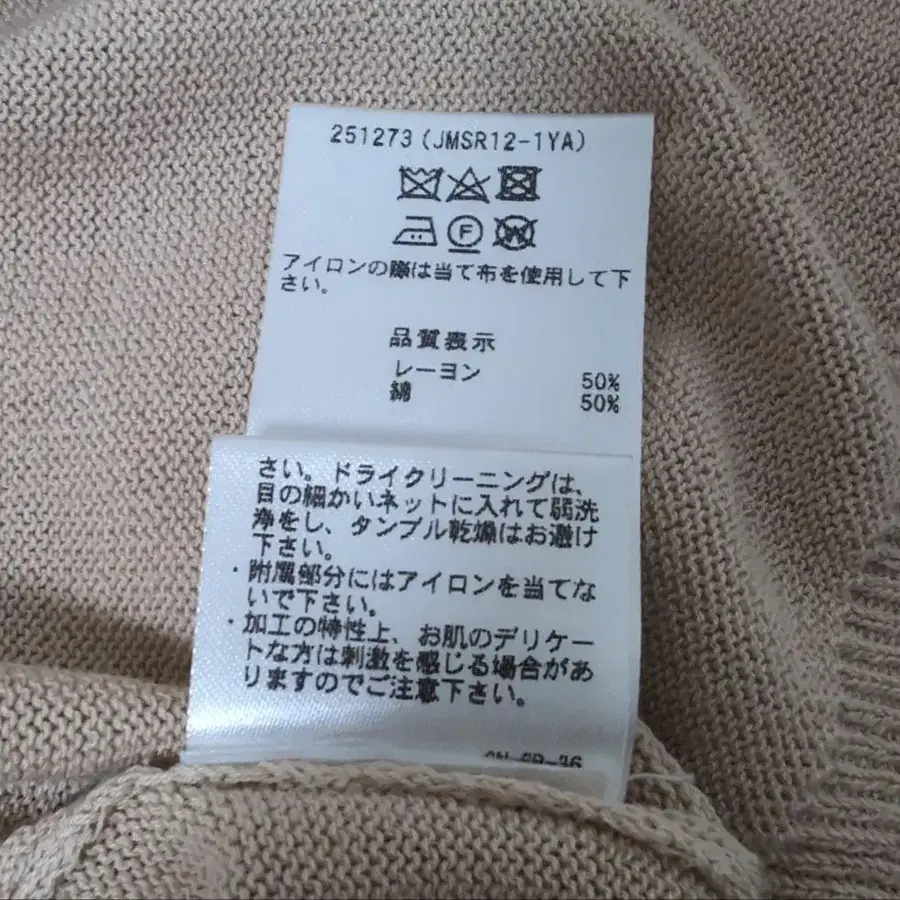 251273(JMSR12-1YA)
F
W
アイロンの際は当て布を使用して下
さい。
品質表示
レーヨン 50%
綿 50%
さい。ドライクリーニングは、
目の細かいネットに入れて弱洗
浄をし、タンブル乾燥はお避け
下さい。
・附属部分にはアイロンを当てな
いで下さい。
・加工の特性上、お肌のデリケー
トな方は刺激を感じる場合があ
りますのでご注意下さい。